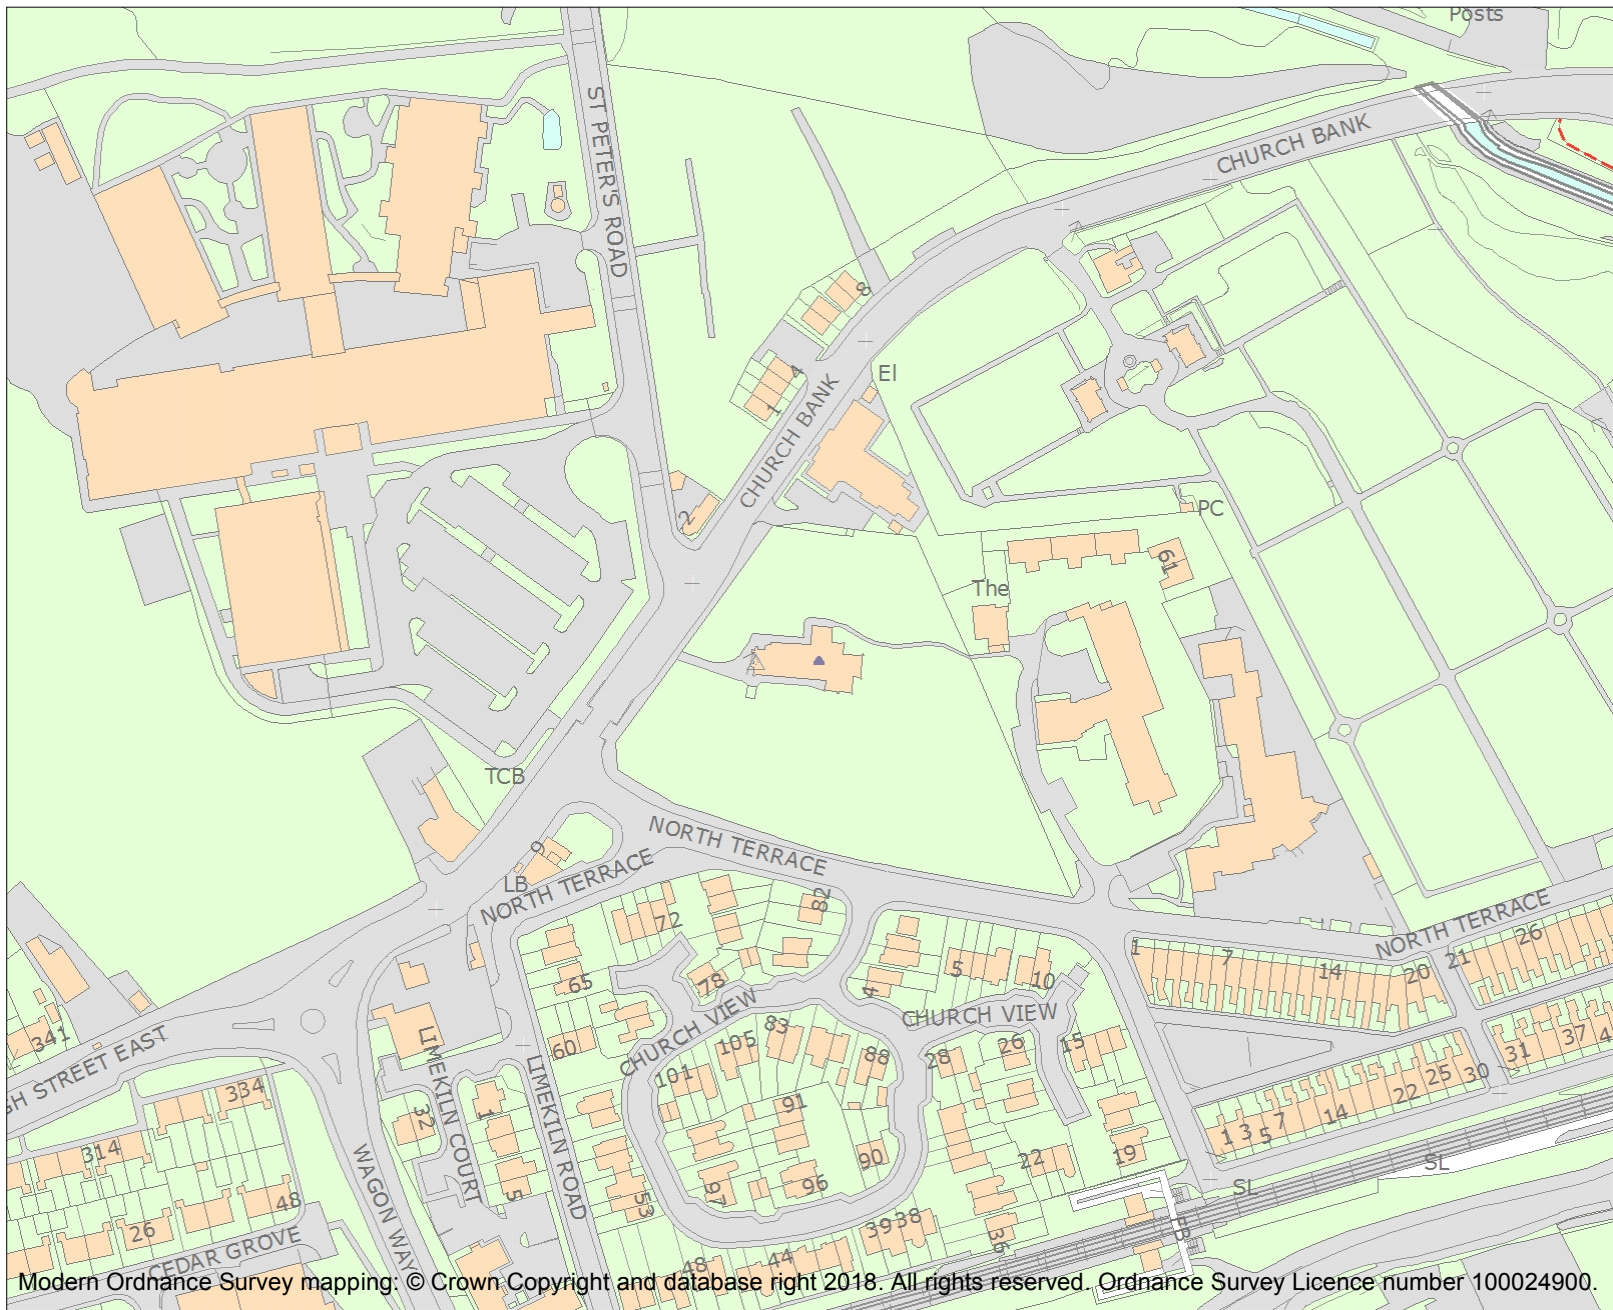 Posts
ST PETER'S ROAD
CHURCH BANK
8
El
4
1
CHURCH BANK
2
PC
61
The
TCB
9
LB
NORTH TERRACE
NORTH TERRACE
82
72
NORTH TERRACE
26
1
7
14
20
21
65
78
5
10
4
CHURCH VIEW
CHURCH VIEW
341
GH STREET EAST
LIMEKILN COURT
LIMEKILN ROAD
60
105
83
88
101
28
26
15
31
37
4
334
32
1
91
1
3
5
7
14
22
25
30
314
WAGON WAY
5
53
97
96
90
22
19
SL
SL
48
26
CEDAR GROVE
39
38
36
FB
48
44
Modern Ordnance Survey mapping: © Crown Copyright and database right 2018. All rights reserved. Ordnance Survey Licence number 100024900.